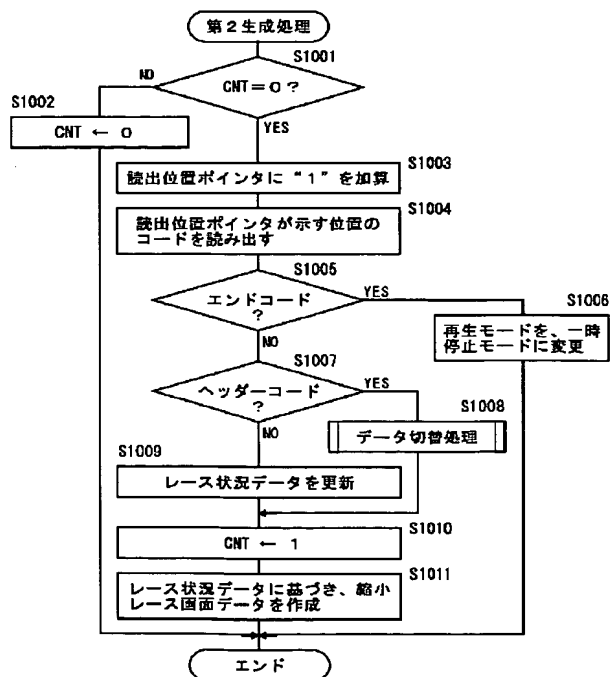 第2生成処理
S1001
CNT=0?
NO
YES
S1002
CNT ← 0
S1003
読出位置ポインタに“1”を加算
S1004
読出位置ポインタが示す位置の
コードを読み出す
S1005
エンドコード
?
YES
NO
S1006
再生モードを、一時
停止モードに変更
S1007
ヘッダーコード
?
YES
NO
S1008
データ切替処理
S1009
レース状況データを更新
S1010
CNT ← 1
S1011
レース状況データに基づき、縮小
レース画面データを作成
エンド